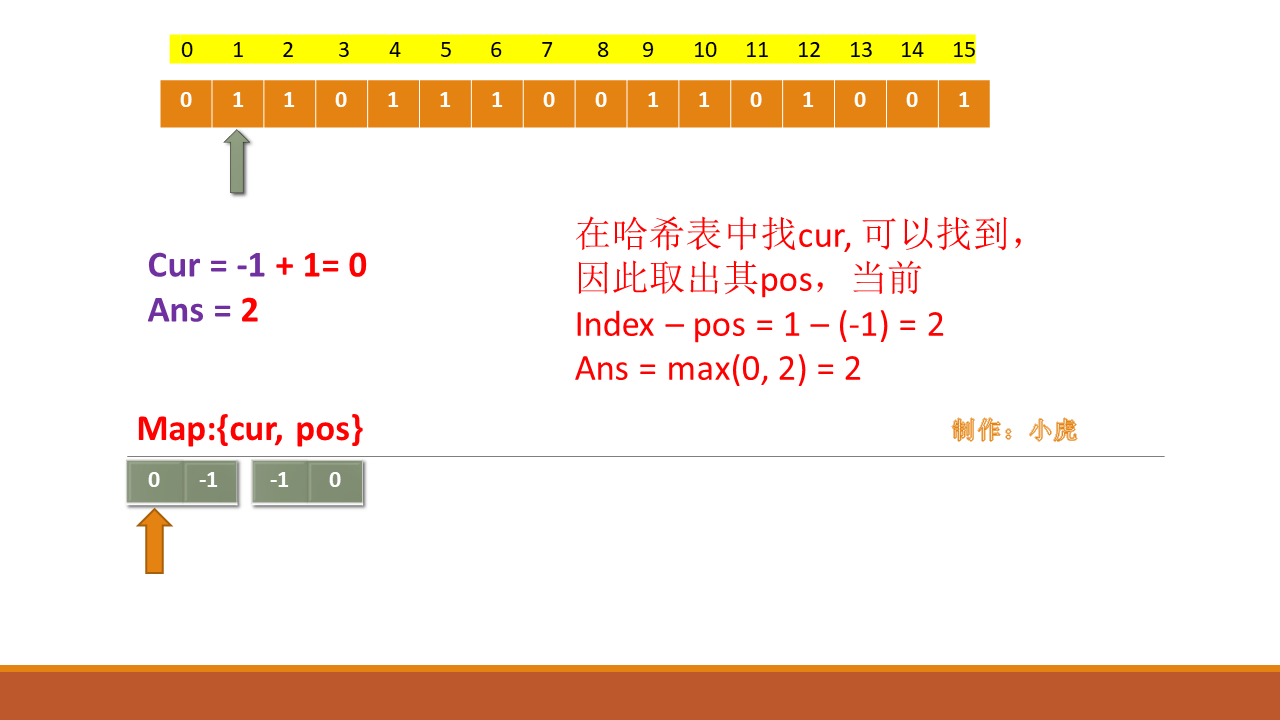 0 1 2 3 4 5 6 7 8 9 10 11 12 13 14 15
0 1 1 0 1 1 1 0 0 1 1 0 1 0 0 1
Cur = -1 + 1= 0
Ans = 2
在哈希表中找cur, 可以找到，
因此取出其pos，当前
Index – pos = 1 – (-1) = 2
Ans = max(0, 2) = 2
Map:{cur, pos}
制作：小虎
0 -1 -1 0